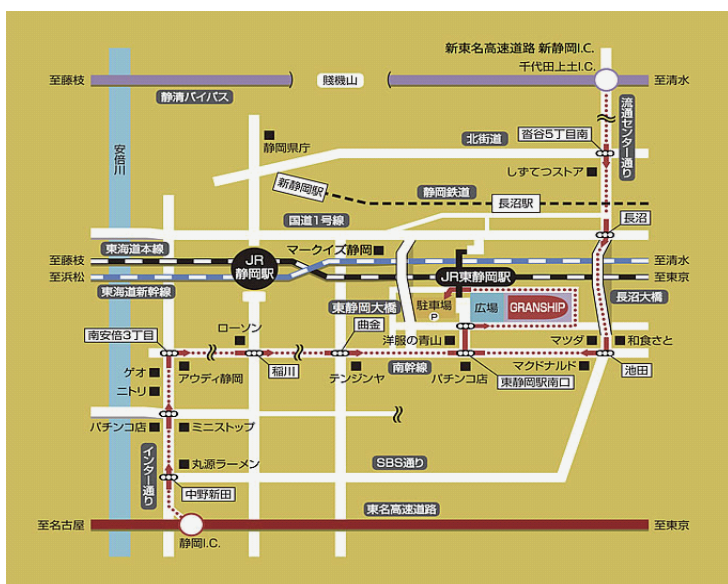 新東名高速道路 新静岡I.C.
千代田上土I.C.
至藤枝
賤機山
至清水
静清バイパス
流通センター通り
安倍川
静岡県庁
北街道
沓谷5丁目南
しずてつストア
新静岡駅
静岡鉄道
長沼駅
国道1号線
長沼
東海道本線
JR
静岡駅
マークイズ静岡
至藤枝
至清水
至浜松
JR東静岡駅
至東京
東海道新幹線
東静岡大橋
駐車場
P
広場
GRANSHIP
長沼大橋
南安倍3丁目
ローソン
曲金
洋服の青山
マツダ
和食さと
ゲオ
アウディ静岡
稲川
テンジンヤ
南幹線
パチンコ店
マクドナルド
池田
東静岡駅南口
ニトリ
パチンコ店
ミニストップ
インター通り
丸源ラーメン
SBS通り
中野新田
東名高速道路
至名古屋
至東京
静岡I.C.